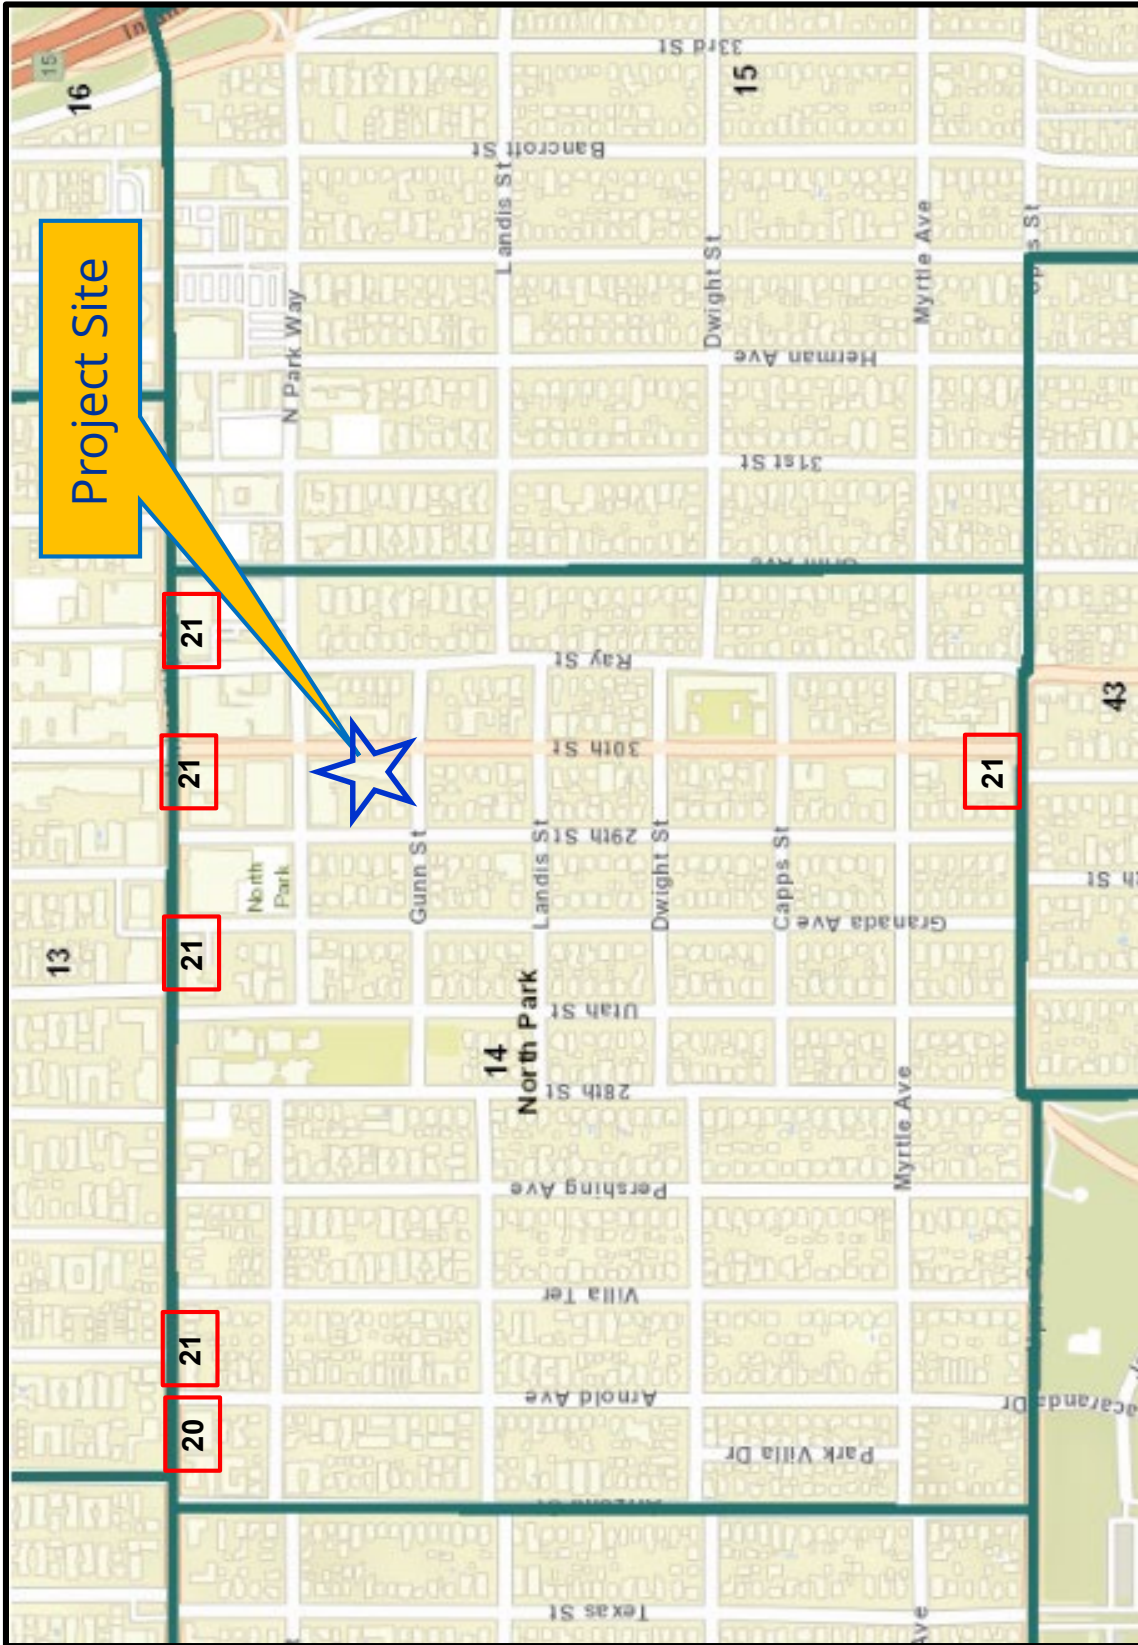 15
16
33rd St
15
Bancroft St
Landis St
N Park Way
Dwight St
Myrtle Ave
Herman Ave
31st St
Project Site
21
Ray St
43
21
30th St
21
Gunn St
29th St
Landis St
Dwight St
Capps St
North
Park
Granada Ave
21
13
Utah St
14
North Park
28th St
Myrtle Ave
Pershing Ave
Villa Ter
21
Arnold Ave
20
Park Villa Dr
Texas St
Ave